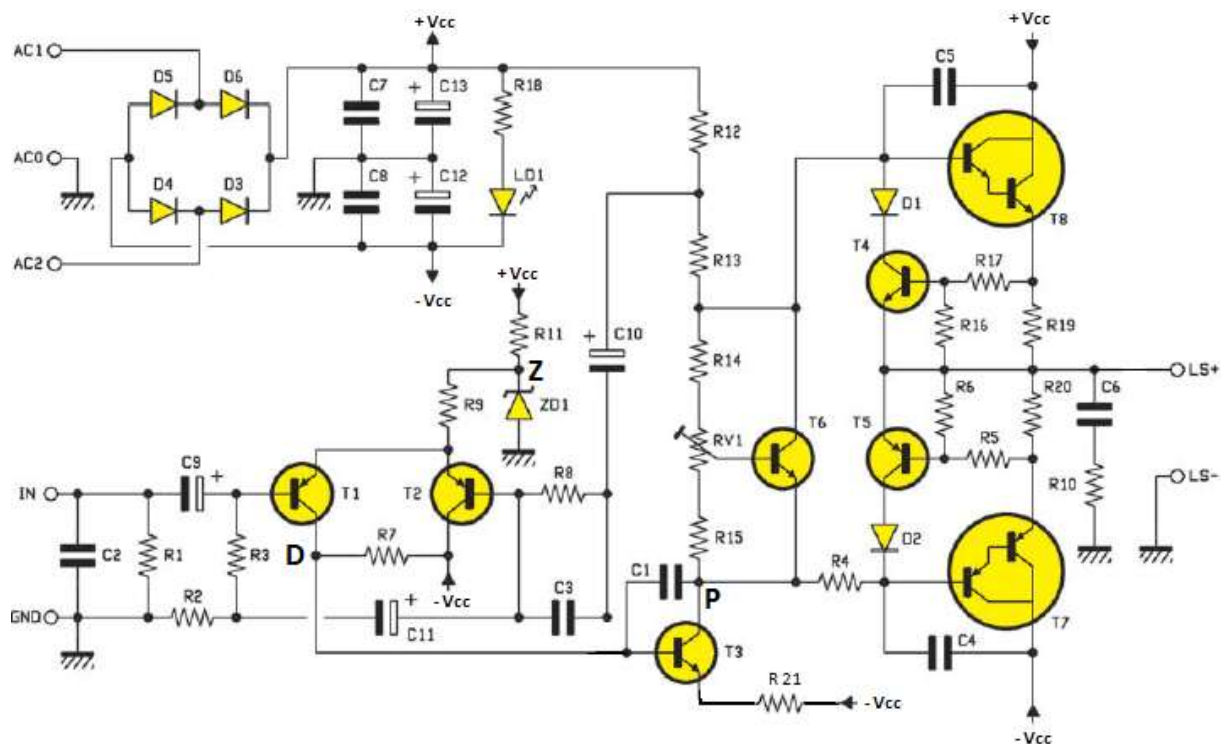 +Vcc
+Vcc
AC1
D5
D6
C7
+
C13
R18
C5
R12
AC0
D4
D3
C8
+
C12
LD1
T8
D1
AC2
-Vcc
+Vcc
R13
T4
R17
R11
+
C10
R16
R19
Z
R14
LS+
R9
ZD1
R6
R20
C6
RV1
T6
T5
R5
C9
+
R8
R10
LS-
IN
T1
T2
C2
R1
R3
R7
R15
D2
D
C1
R4
P
-Vcc
R2
+
C3
GND
C11
T7
T3
C4
R 21
-Vcc
-Vcc